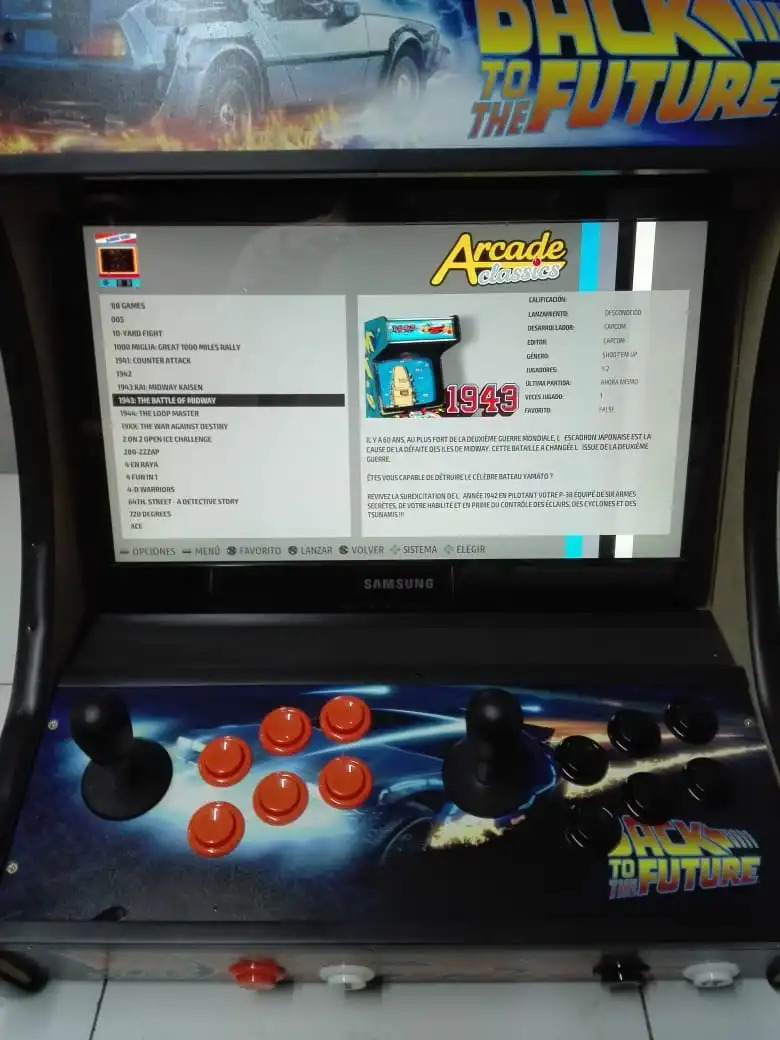 BACK
TO
THE FUTURE
Arcade
classics
'88 GAMES
005
10-YARD FIGHT
1000 MIGLIA: GREAT 1000 MILES RALLY
1941: COUNTER ATTACK
1942
1943 KAI: MIDWAY KAISEN
1943: THE BATTLE OF MIDWAY
1944: THE LOOP MASTER
19XX: THE WAR AGAINST DESTINY
2 ON 2 OPEN ICE CHALLENGE
280-ZZZAP
4 EN RAYA
4 FUN IN 1
4-D WARRIORS
64TH. STREET - A DETECTIVE STORY
720 DEGREES
ACE
1943
1943
CALIFICACIÓN:
LANZAMIENTO: DESCONOCIDO
DESARROLLADOR: CAPCOM
EDITOR: CAPCOM
GÉNERO: SHOOT'EM UP
JUGADORES: 1-2
ÚLTIMA PARTIDA: AHORA MISMO
VECES JUGADO: 1
FAVORITO: FALSE
IL Y A 60 ANS, AU PLUS FORT DE LA DEUXIÈME GUERRE MONDIALE, L ESCADRON JAPONAISE EST LA
CAUSE DE LA DÉFAITE DES ILES DE MIDWAY. CETTE BATAILLE A CHANGÉE L ISSUE DE LA DEUXIÈME
GUERRE.
ÊTES VOUS CAPABLE DE DÉTRUIRE LE CÉLÈBRE BATEAU YAMATO ?
REVIVEZ LA SUREXCITATION DE L ANNÉE 1942 EN PILOTANT VOTRE P-38 ÉQUIPÉ DE SIX ARMES
SECRÈTES, DE VOTRE HABILITÉ ET EN PRIME DU CONTRÔLE DES ÉCLAIRS, DES CYCLONES ET DES
TSUNAMIS !!!
OPCIONES MENÚ FAVORITO LANZAR VOLVER SISTEMA ELEGIR
SAMSUNG
BACK
TO
THE FUTURE